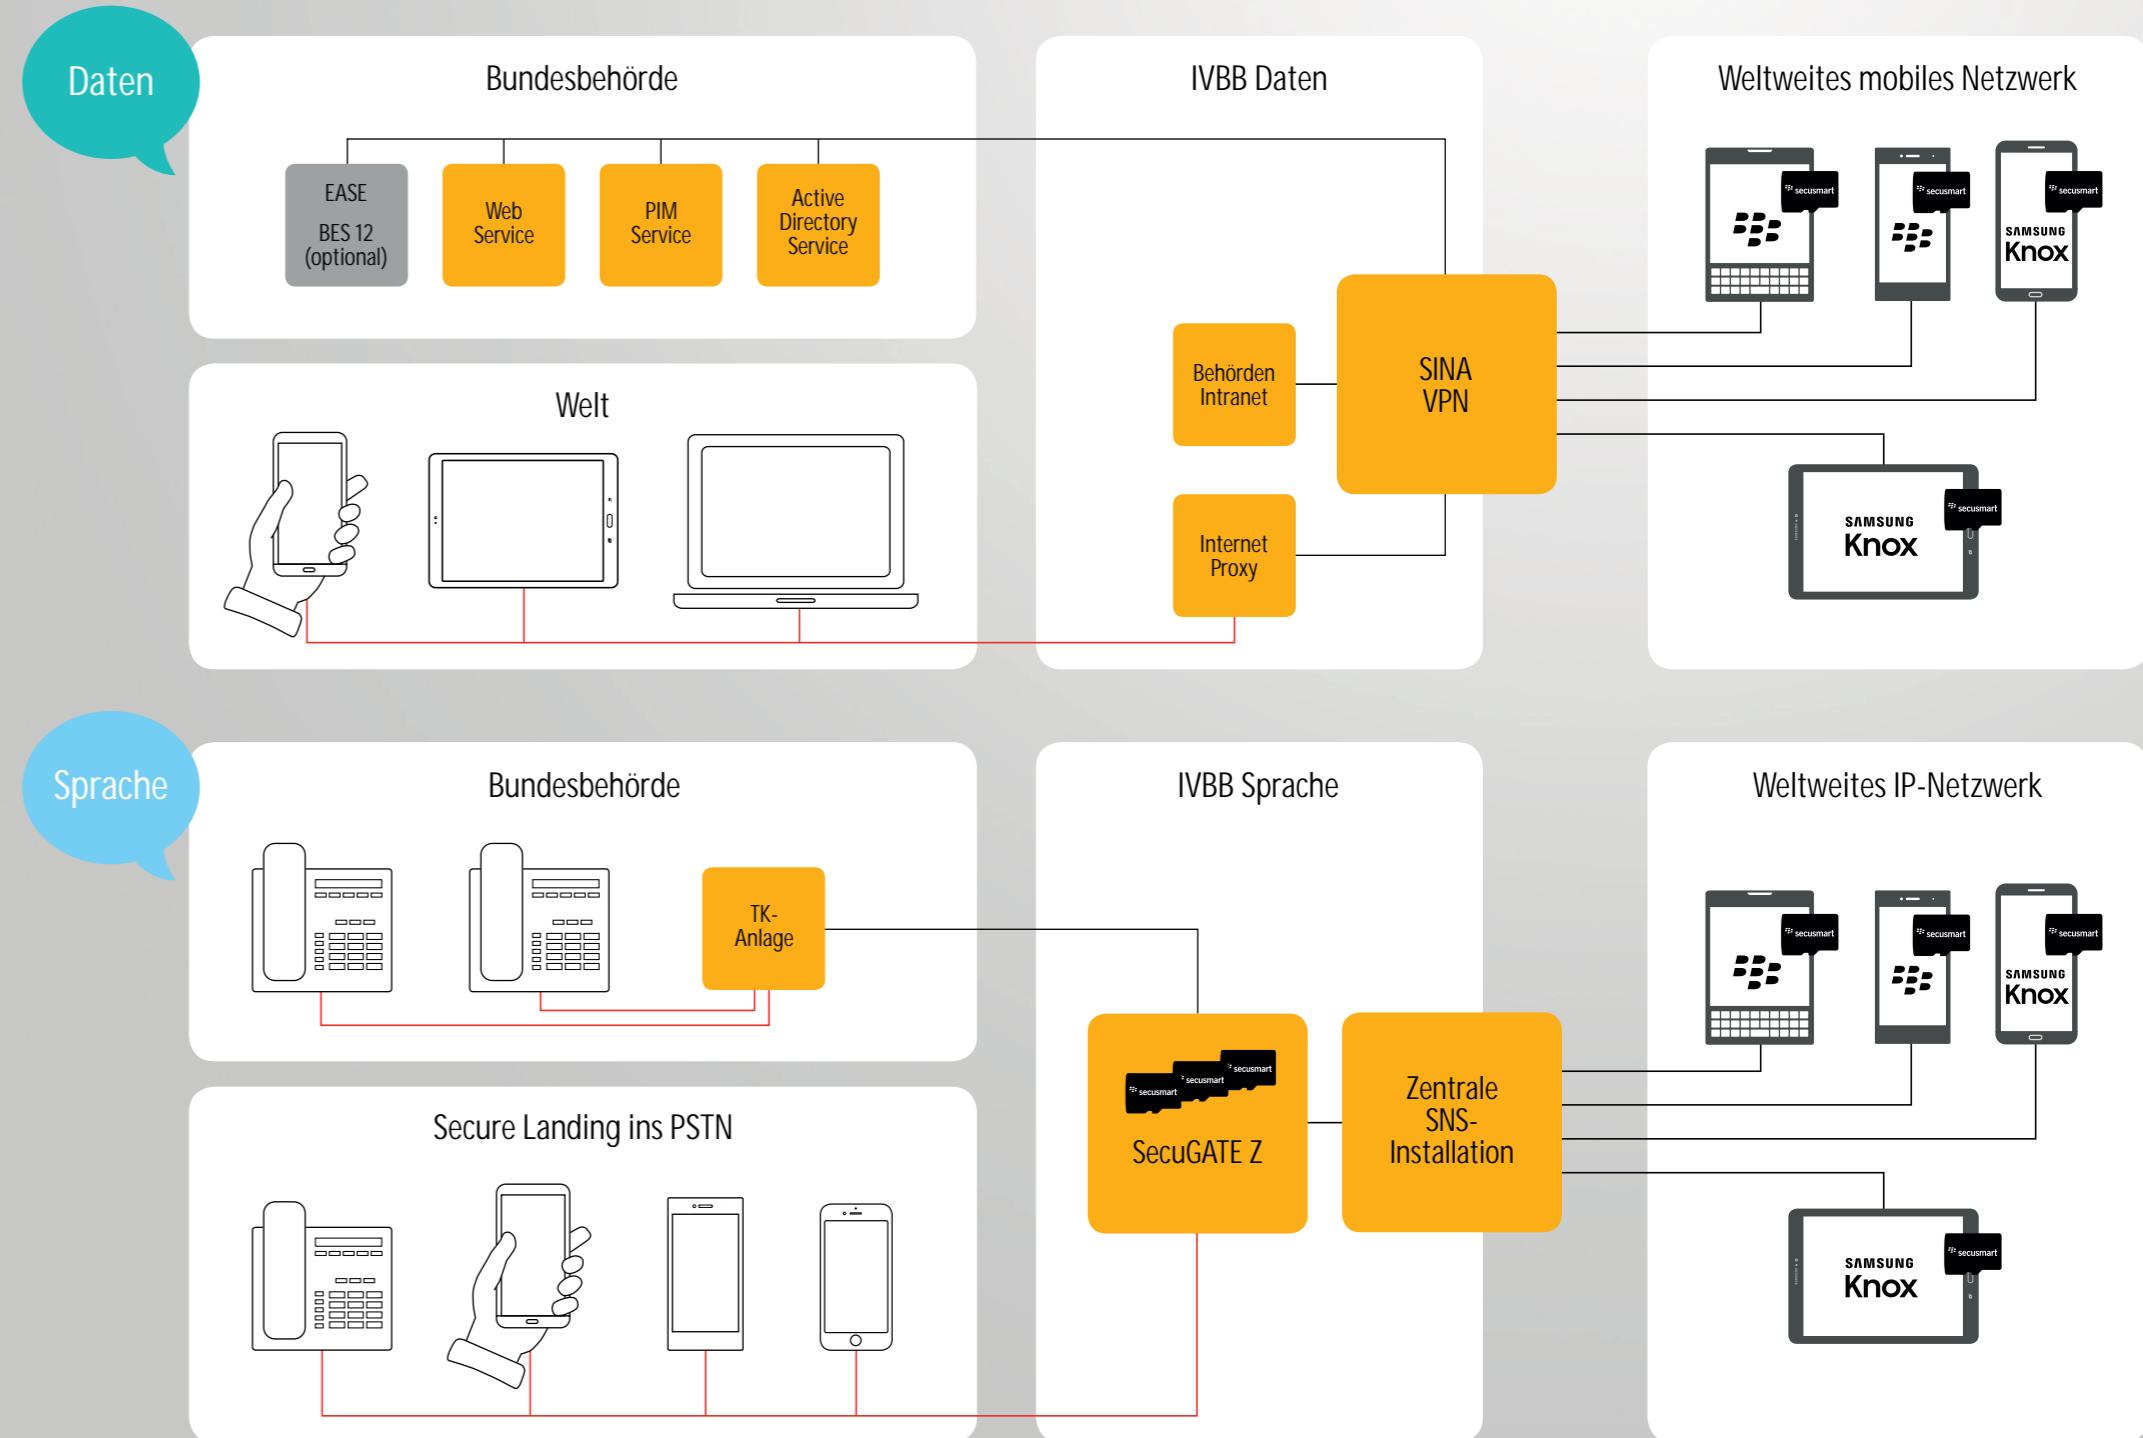 Daten
Bundesbehörde
EASE
BES 12
(optional)
Web
Service
PIM
Service
Active
Directory
Service
Welt
IVBB Daten
Behörden
Intranet
SINA
VPN
Internet
Proxy
Weltweites mobiles Netzwerk
secusmart
secusmart
secusmart
SAMSUNG
Knox
secusmart
SAMSUNG
Knox
Sprache
Bundesbehörde
TK-
Anlage
Secure Landing ins PSTN
IVBB Sprache
secusmart
secusmart
secusmart
SecuGATE Z
Zentrale
SNS-
Installation
Weltweites IP-Netzwerk
secusmart
secusmart
secusmart
SAMSUNG
Knox
secusmart
SAMSUNG
Knox